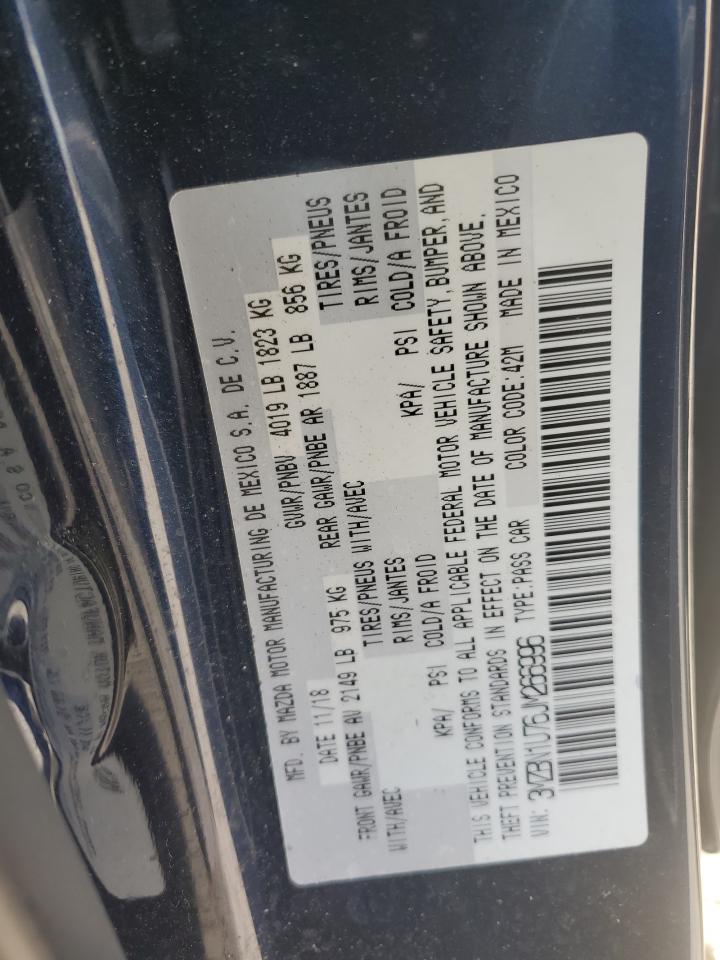 MFD. BY MAZDA MOTOR MANUFACTURING DE MEXICO S.A. DE C.V.
DATE 11/18 GVWR/PNBV 4019 LB 1823 KG
FRONT GAWR/PNBE AV 2149 LB 975 KG REAR GAWR/PNBE AR 1887 LB 856 KG
WITH/AVEC TIRES/PNEUS WITH/AVEC TIRES/PNEUS
RIMS/JANTES RIMS/JANTES
KPA/ PSI COLD/A FROID KPA/ PSI COLD/A FROID
THIS VEHICLE CONFORMS TO ALL APPLICABLE FEDERAL MOTOR VEHICLE SAFETY, BUMPER, AND
THEFT PREVENTION STANDARDS IN EFFECT ON THE DATE OF MANUFACTURE SHOWN ABOVE.
VIN: 3MZBN1U76JM266996 TYPE:PASS CAR COLOR CODE:42M MADE IN MEXICO